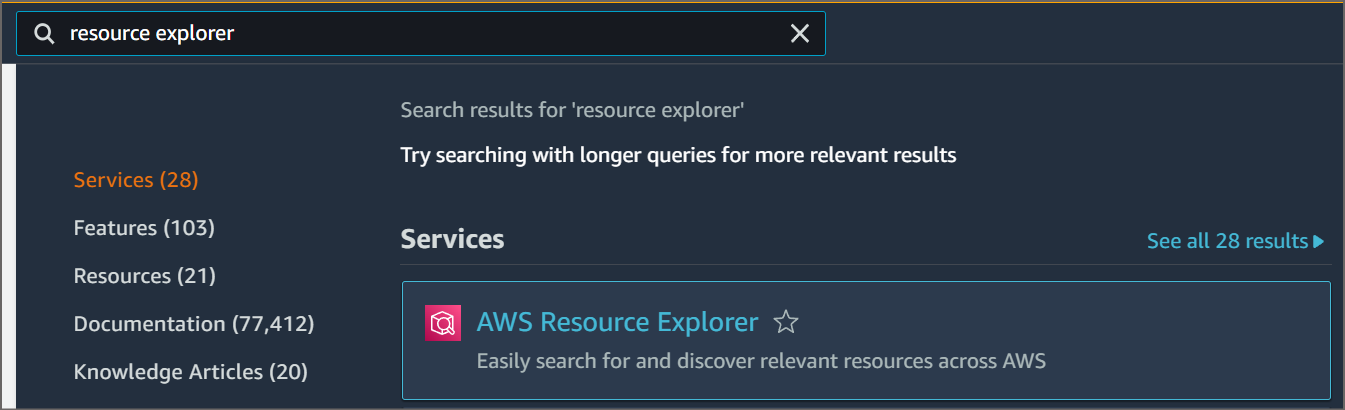 resource explorer
Search results for 'resource explorer'
Try searching with longer queries for more relevant results
Services (28)
Features (103)
Resources (21)
Documentation (77,412)
Knowledge Articles (20)
Services
See all 28 results
AWS Resource Explorer
Easily search for and discover relevant resources across AWS